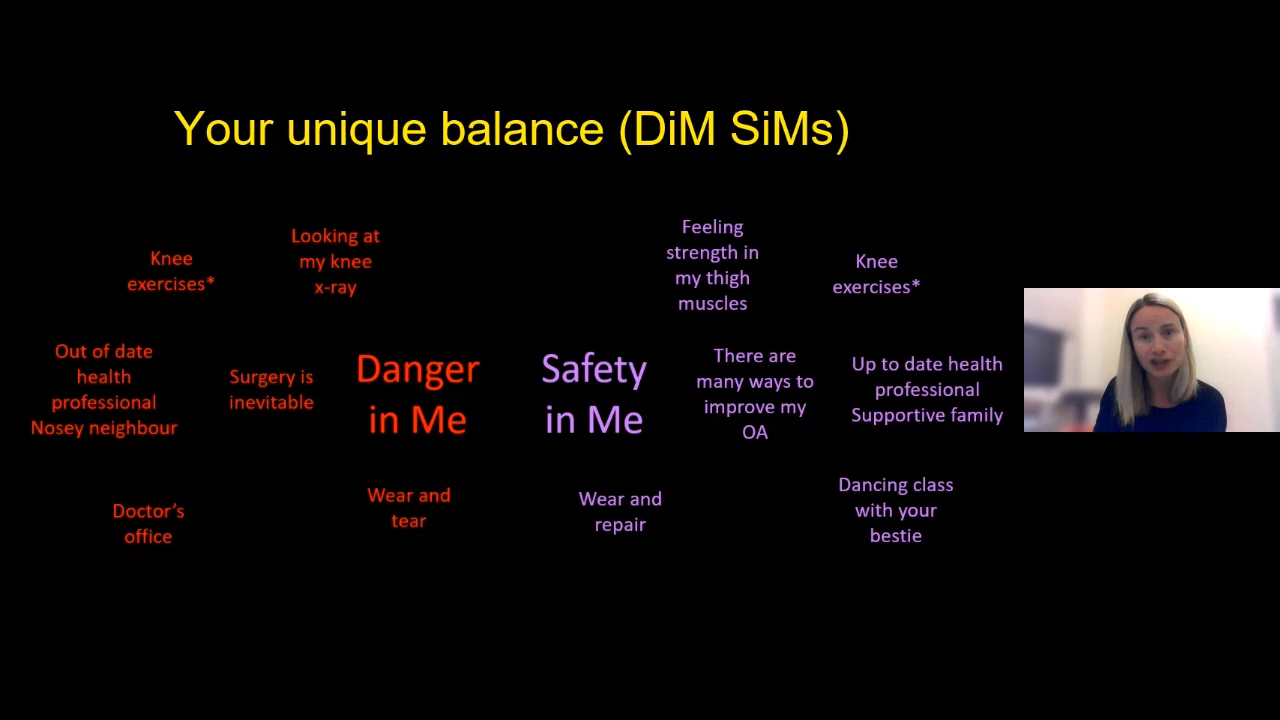 Your unique balance (DiM SiMs)
Knee
exercises*
Looking at
my knee
x-ray
Feeling
strength in
my thigh
muscles
Knee
exercises*
Out of date
health
professional
Nosey neighbour
Surgery is
inevitable
Danger
in Me
Safety
in Me
There are
many ways to
improve my
OA
Up to date health
professional
Supportive family
Doctor’s
office
Wear and
tear
Wear and
repair
Dancing class
with your
bestie